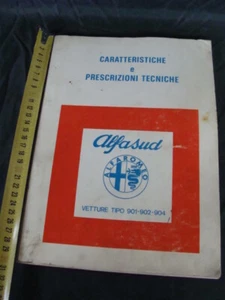 CARATTERISTICHE
e
PRESCRIZIONI TECNICHE
alfasud
ALFA ROMEO
VETTURE TIPO 901-902-904